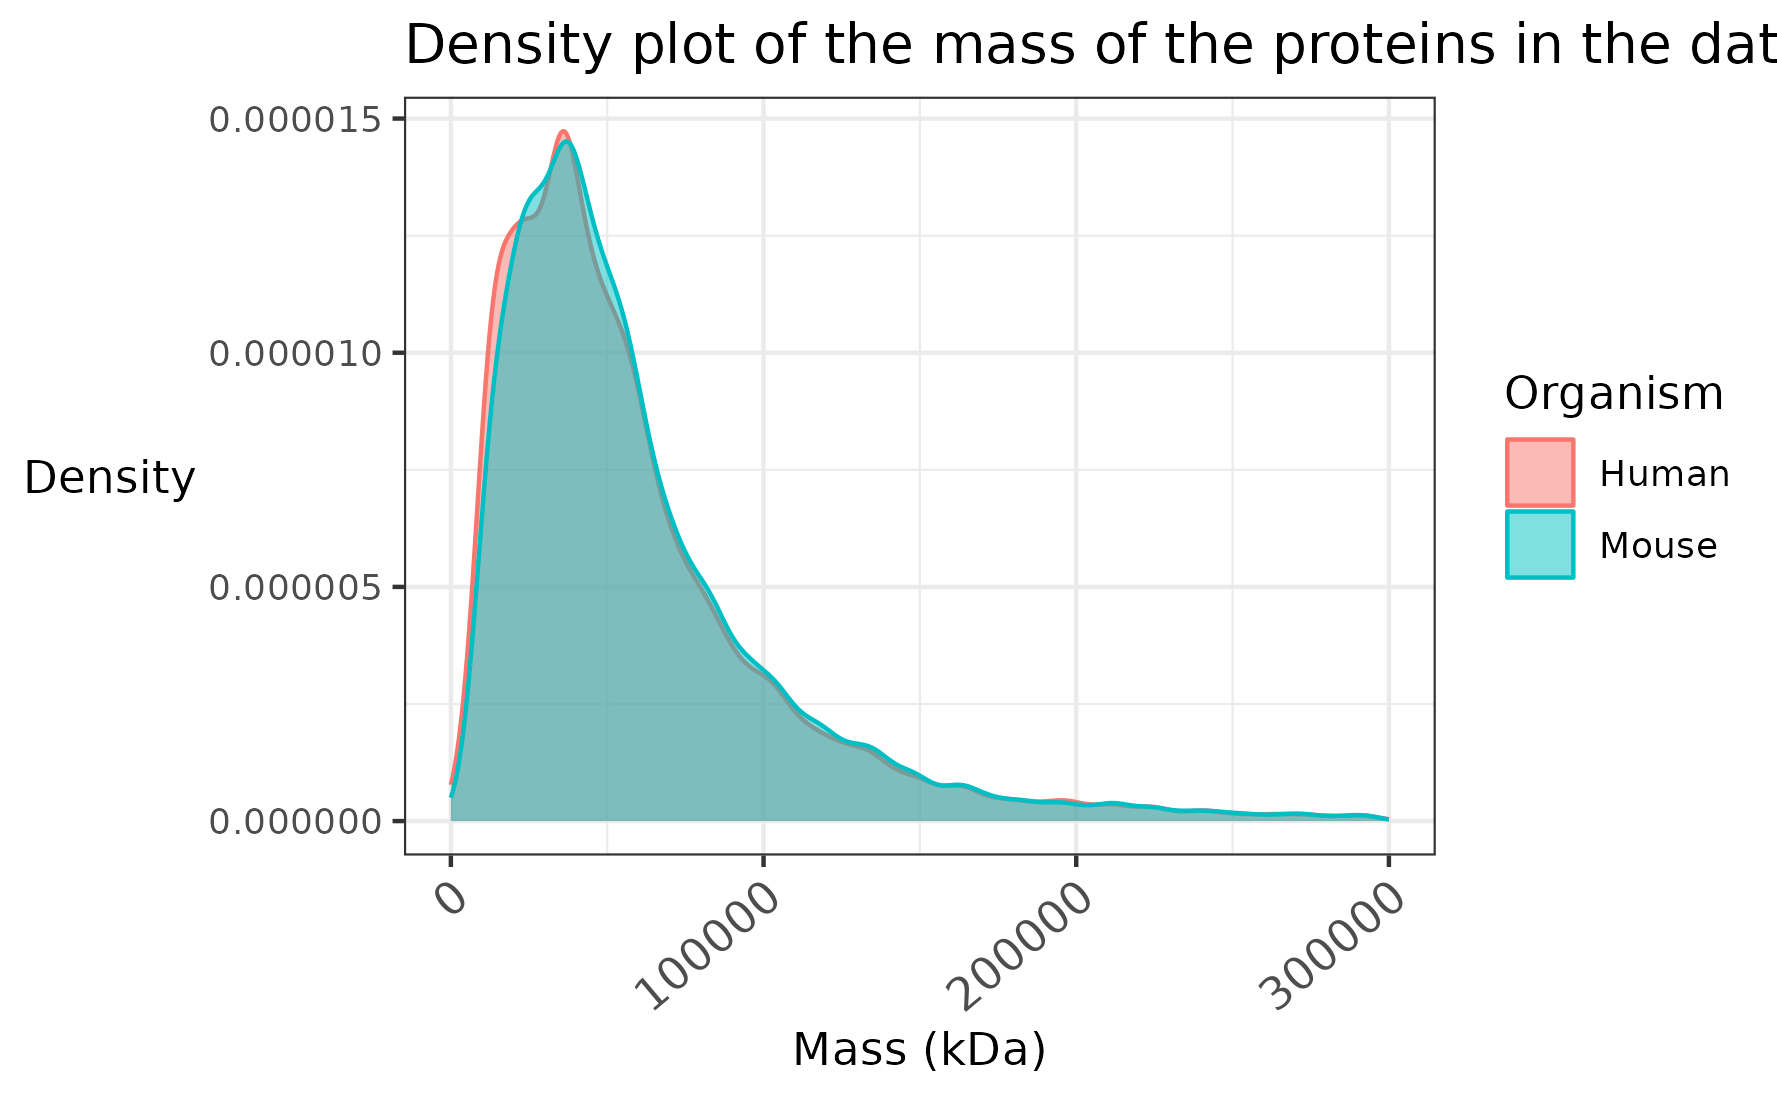 Density plot of the mass of the proteins in the dat
0.000015
0.000010
0.000005
0.000000
Density
0
100000
200000
300000
Mass (kDa)
Organism
Human
Mouse